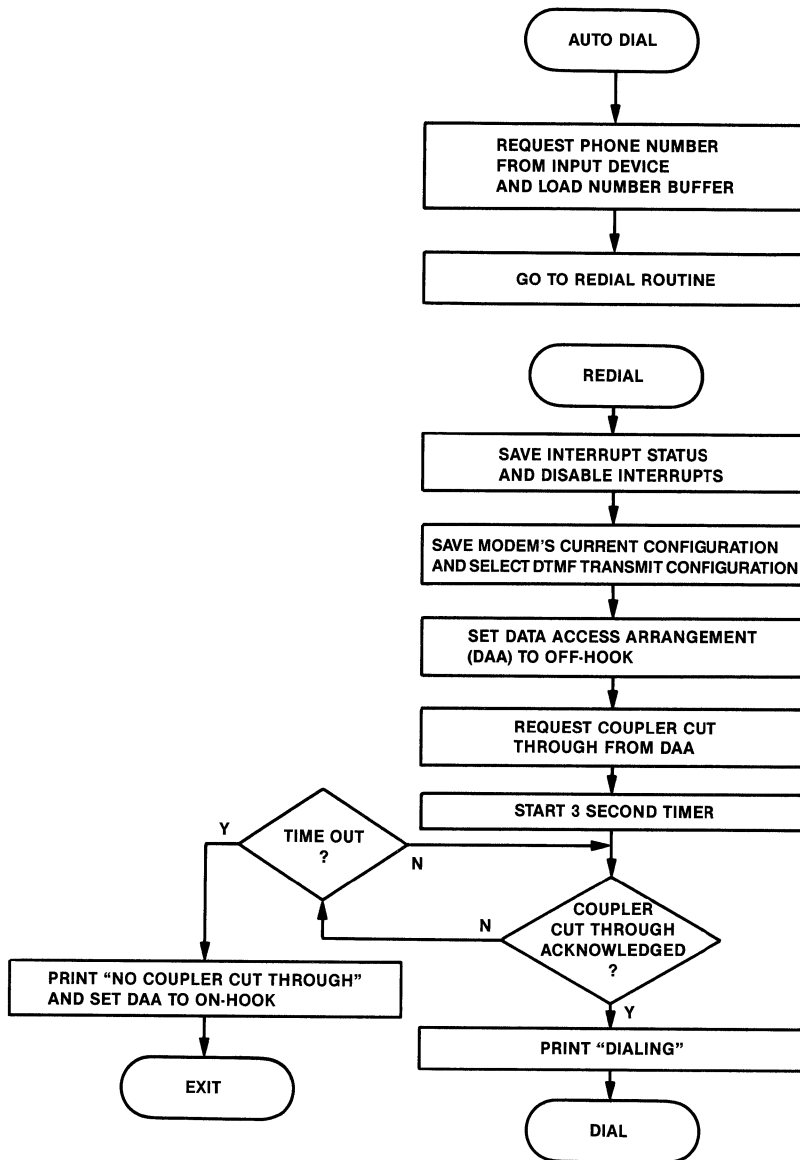 AUTO DIAL
REQUEST PHONE NUMBER
FROM INPUT DEVICE
AND LOAD NUMBER BUFFER
GO TO REDIAL ROUTINE
REDIAL
SAVE INTERRUPT STATUS
AND DISABLE INTERRUPTS
SAVE MODEM'S CURRENT CONFIGURATION
AND SELECT DTMF TRANSMIT CONFIGURATION
SET DATA ACCESS ARRANGEMENT
(DAA) TO OFF-HOOK
REQUEST COUPLER CUT
THROUGH FROM DAA
START 3 SECOND TIMER
Y
TIME OUT
?
N
COUPLER
CUT THROUGH
ACKNOWLEDGED
?
N
Y
PRINT "NO COUPLER CUT THROUGH"
AND SET DAA TO ON-HOOK
EXIT
PRINT "DIALING"
DIAL